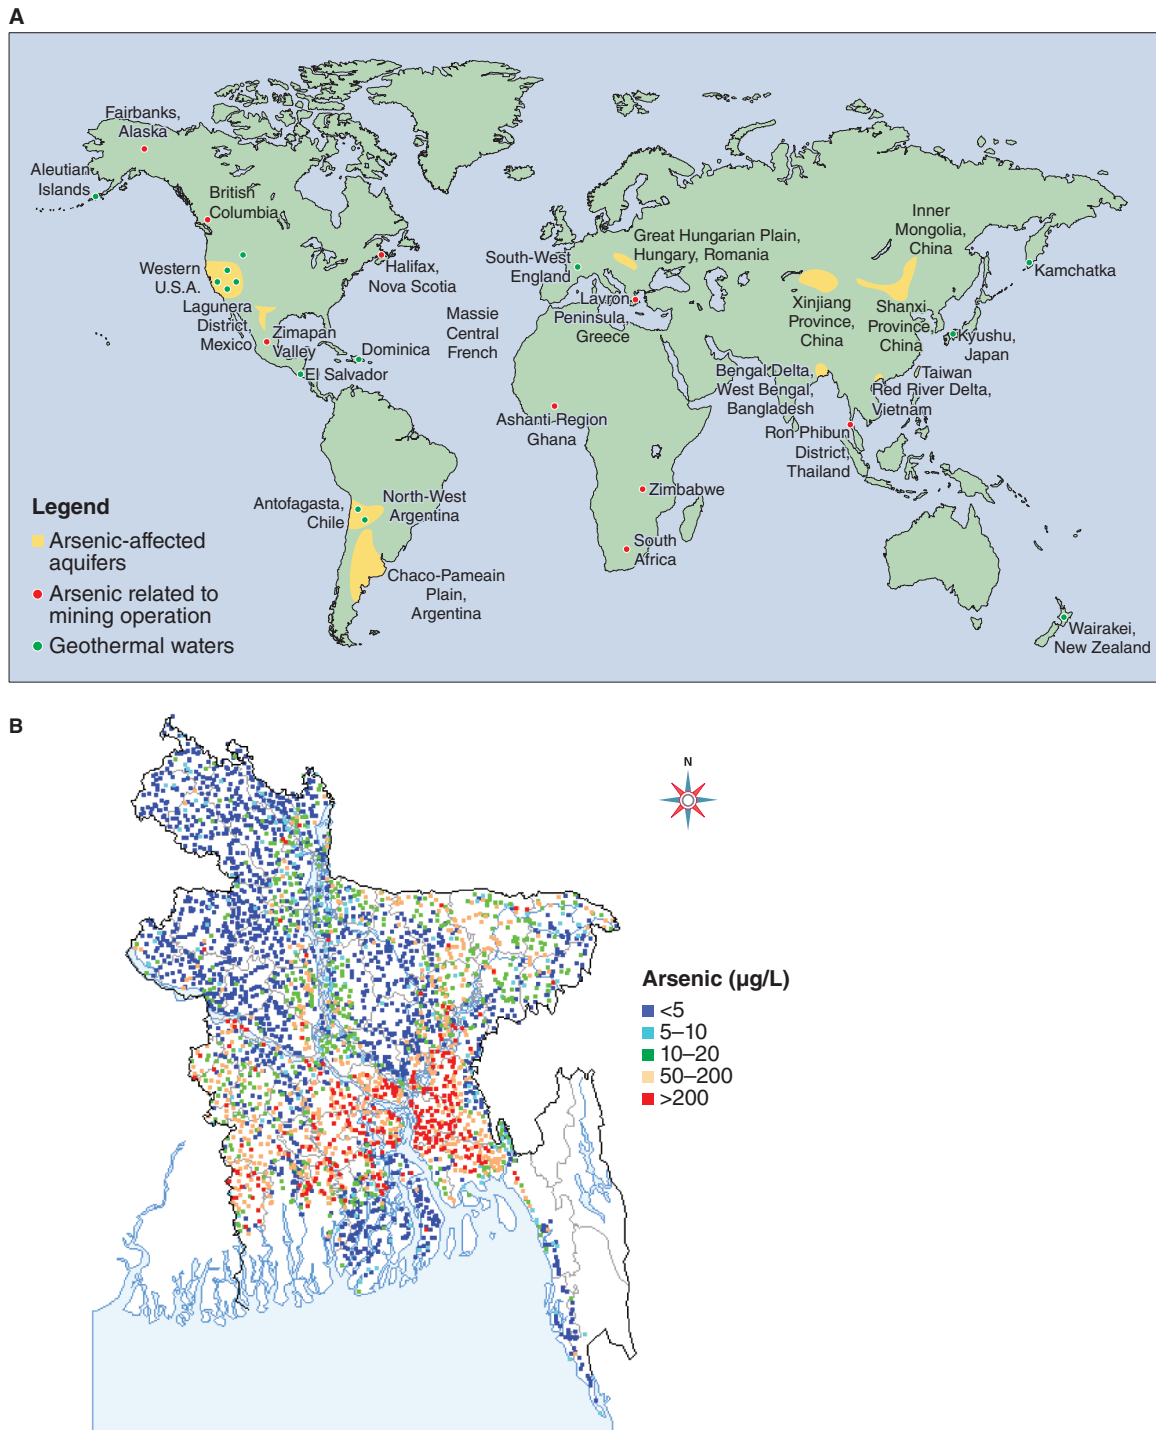 A
Fairbanks,
Alaska
Aleutian
Islands
British
Columbia
Western
U.S.A.
Halifax,
Nova Scotia
Lagunera
District,
Mexico
Zimapan
Valley
Dominica
El Salvador
Massie
Central
French
South-West
England
Great Hungarian Plain,
Hungary, Romania
Lavron
Peninsula,
Greece
Inner
Mongolia,
China
Xinjiang
Province,
China
Shanxi
Province,
China
Kamchatka
Kyushu,
Japan
Taiwan
Bengal Delta,
West Bengal,
Bangladesh
Red River Delta,
Vietnam
Ron Phibun
District,
Thailand
Ashanti Region
Ghana
Zimbabwe
South
Africa
Antofagasta,
Chile
North-West
Argentina
Chaco-Pameain
Plain,
Argentina
Wairakei,
New Zealand
Legend
Arsenic-affected
aquifers
Arsenic related to
mining operation
Geothermal waters
B
N
Arsenic (µg/L)
<5
5–10
10–20
50–200
>200